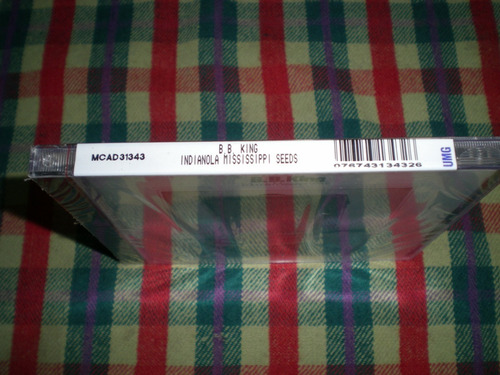 MCAD31343
B.B. KING
INDIANOLA MISSISSIPPI SEEDS
076743134326
UMG